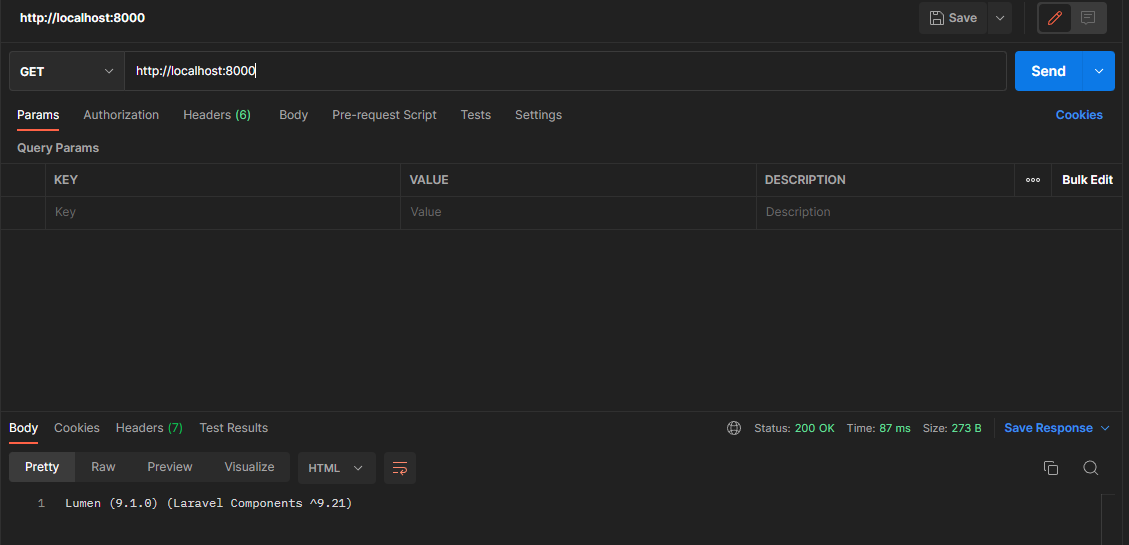 http://localhost:8000 Save
GET http://localhost:8000 Send
Params Authorization Headers (6) Body Pre-request Script Tests Settings Cookies
Query Params
KEY VALUE DESCRIPTION ooo Bulk Edit
Key Value Description
Body Cookies Headers (7) Test Results Status: 200 OK Time: 87 ms Size: 273 B Save Response
Pretty Raw Preview Visualize HTML
1 Lumen (9.1.0) (Laravel Components ^9.21)